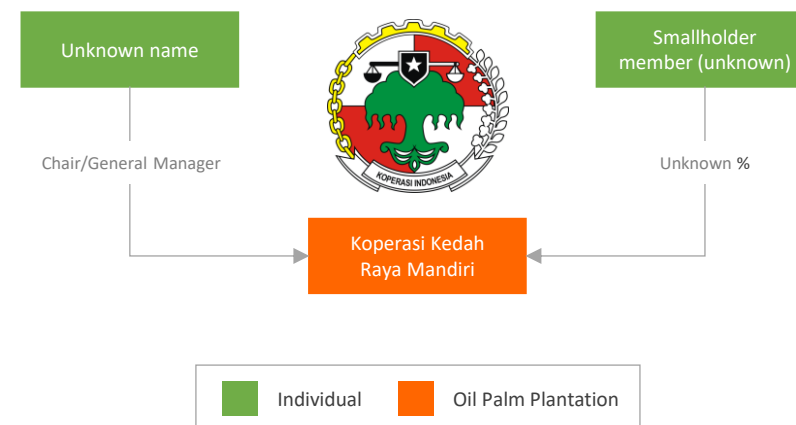 Unknown name
Smallholder
member (unknown)
KOPERASI INDONESIA
Chair/General Manager
Unknown %
Koperasi Kedah
Raya Mandiri
Individual
Oil Palm Plantation